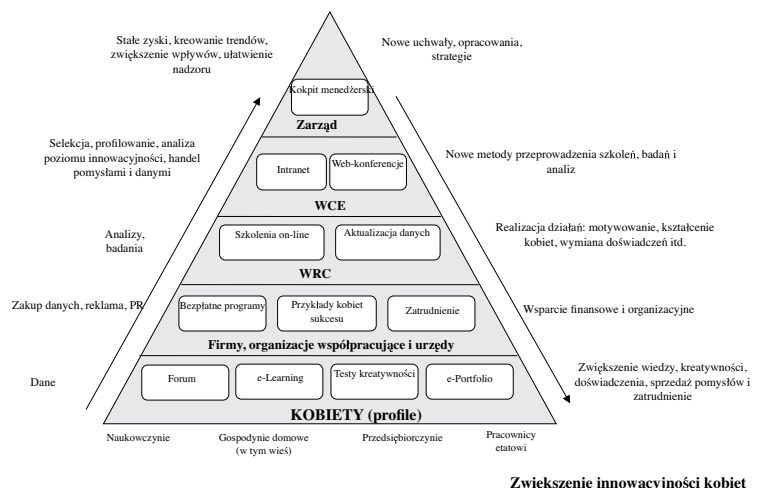 Stałe zyski, kreowanie trendów,
zwiększenie wpływów, ułatwienie
nadzoru
Nowe uchwały, opracowania,
strategie
Kokpit menedżerski
Zarząd
Selekcja, profilowanie, analiza
poziomu innowacyjności, handel
pomysłami i danymi
Intranet
Web-konferencje
Nowe metody przeprowadzenia szkoleń, badań i
analiz
WCE
Analizy,
badania
Szkolenia on-line
Aktualizacja danych
Realizacja działań: motywowanie, kształcenie
kobiet, wymiana doświadczeń itd.
WRC
Zakup danych, reklama, PR
Bezpłatne programy
Przykłady kobiet
sukcesu
Zatrudnienie
Wsparcie finansowe i organizacyjne
Firmy, organizacje współpracujące i urzędy
Dane
Forum
e-Learning
Testy kreatywności
e-Portfolio
Zwiększenie wiedzy, kreatywności,
doświadczenia, sprzedaż pomysłów i
zatrudnienie
KOBIETY (profile)
Naukowczynie
Gospodynie domowe
(w tym wieś)
Przedsiębiorczynie
Pracownicy
etatowi
Zwiększenie innowacyjności kobiet